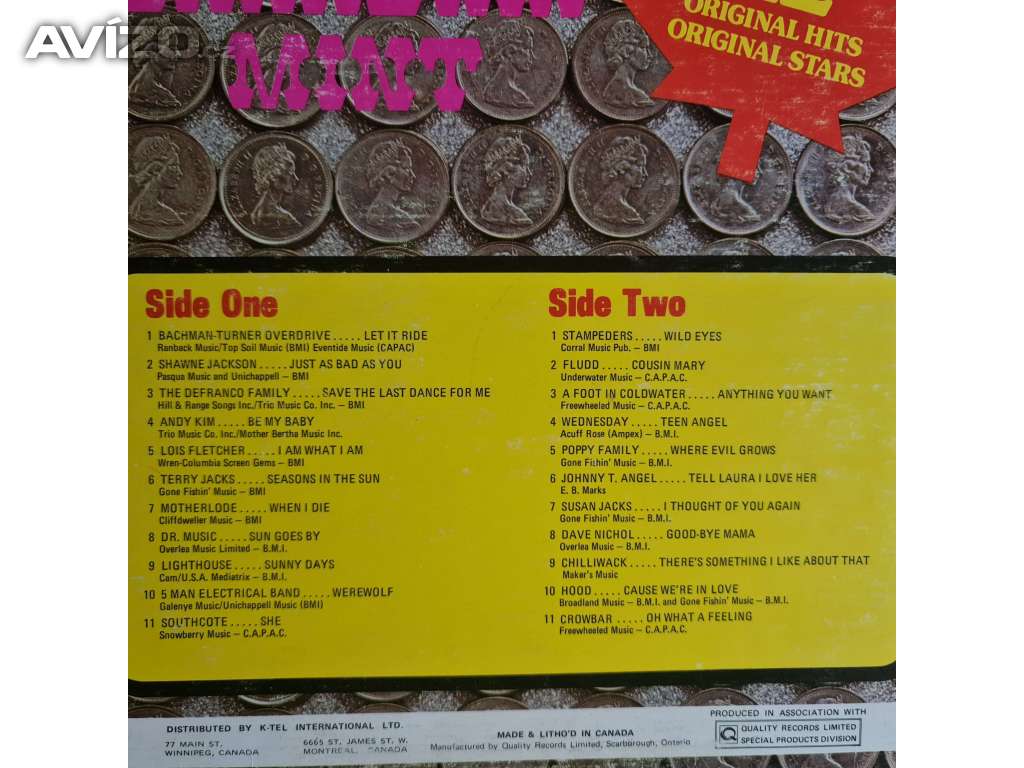 AVÍZO.cz
MINT
ORIGINAL HITS
ORIGINAL STARS
Side One
1 BACHMAN-TURNER OVERDRIVE ..... LET IT RIDE
Ranback Music/Top Soil Music (BMI) Eventide Music (CAPAC)
2 SHAWNE JACKSON ..... JUST AS BAD AS YOU
Pasqua Music and Unichappell – BMI
3 THE DEFRANCO FAMILY ..... SAVE THE LAST DANCE FOR ME
Hill & Range Songs Inc./Trio Music Co. Inc. – BMI
4 ANDY KIM ..... BE MY BABY
Trio Music Co. Inc./Mother Bertha Music Inc.
5 LOIS FLETCHER ..... I AM WHAT I AM
Wren-Columbia Screen Gems – BMI
6 TERRY JACKS ..... SEASONS IN THE SUN
Gone Fishin' Music – BMI
7 MOTHERLODE ..... WHEN I DIE
Cliffdweller Music – BMI
8 DR. MUSIC ..... SUN GOES BY
Overlea Music Limited – B.M.I.
9 LIGHTHOUSE ..... SUNNY DAYS
Cam/U.S.A. Mediatrix – B.M.I.
10 5 MAN ELECTRICAL BAND ..... WEREWOLF
Galenye Music/Unichappell Music (BMI)
11 SOUTHCOTE ..... SHE
Snowberry Music – C.A.P.A.C.
Side Two
1 STAMPEDERS ..... WILD EYES
Corral Music Pub. – BMI
2 FLUDD ..... COUSIN MARY
Underwater Music – C.A.P.A.C.
3 A FOOT IN COLDWATER ..... ANYTHING YOU WANT
Freewheeled Music – C.A.P.A.C.
4 WEDNESDAY ..... TEEN ANGEL
Acuff Rose (Ampex) – B.M.I.
5 POPPY FAMILY ..... WHERE EVIL GROWS
Gone Fishin' Music – B.M.I.
6 JOHNNY T. ANGEL ..... TELL LAURA I LOVE HER
E. B. Marks
7 SUSAN JACKS ..... I THOUGHT OF YOU AGAIN
Gone Fishin' Music – B.M.I.
8 DAVE NICHOL ..... GOOD-BYE MAMA
Overlea Music – B.M.I.
9 CHILLIWACK ..... THERE'S SOMETHING I LIKE ABOUT THAT
Maker's Music
10 HOOD ..... CAUSE WE'RE IN LOVE
Broadland Music – B.M.I. and Gone Fishin' Music – B.M.I.
11 CROWBAR ..... OH WHAT A FEELING
Freewheeled Music – C.A.P.A.C.
DISTRIBUTED BY K-TEL INTERNATIONAL LTD.
77 MAIN ST.
WINNIPEG, CANADA
6665 ST. JAMES ST. W.
MONTREAL, CANADA
MADE & LITHO'D IN CANADA
Manufactured by Quality Records Limited, Scarborough, Ontario
PRODUCED IN ASSOCIATION WITH
Q QUALITY RECORDS LIMITED
SPECIAL PRODUCTS DIVISION